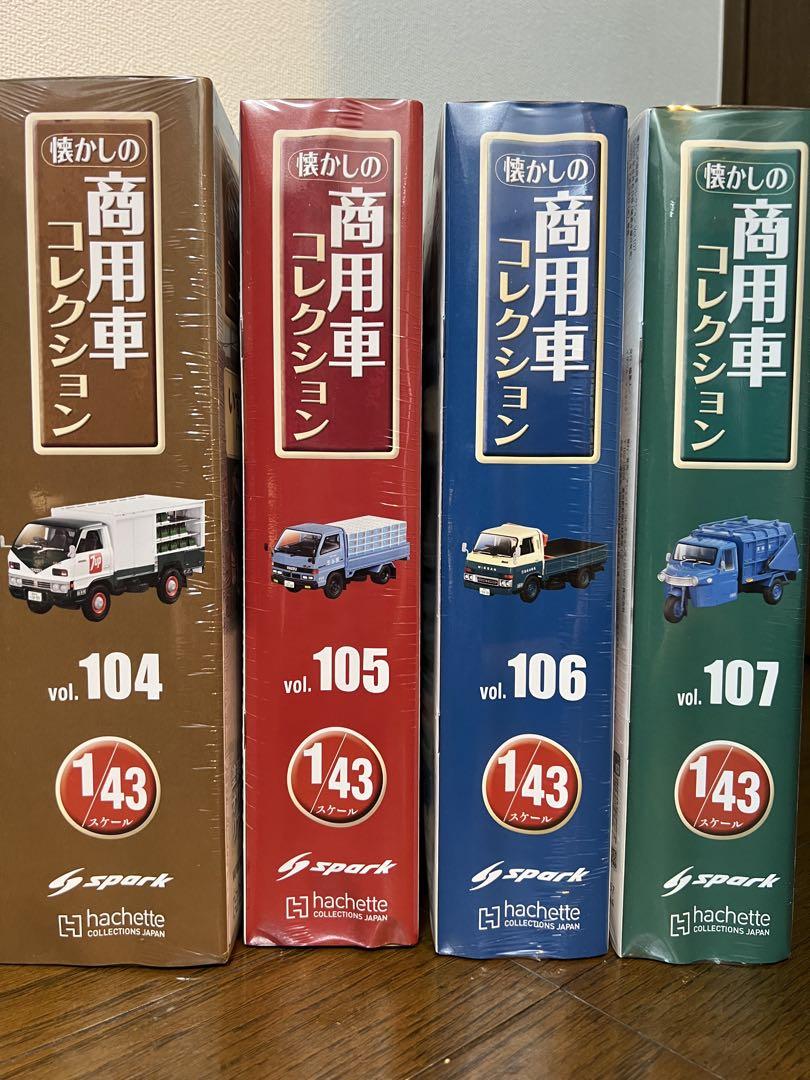 懐かしの
商用車
コレクション
vol. 104
1/43
スケール
spark
hachette
COLLECTIONS JAPAN
懐かしの
商用車
コレクション
ISUZU
vol. 105
1/43
スケール
spark
hachette
COLLECTIONS JAPAN
懐かしの
商用車
コレクション
NISSAN
vol. 106
1/43
スケール
spark
hachette
COLLECTIONS JAPAN
懐かしの
商用車
コレクション
vol. 107
1/43
スケール
spark
hachette
COLLECTIONS JAPAN